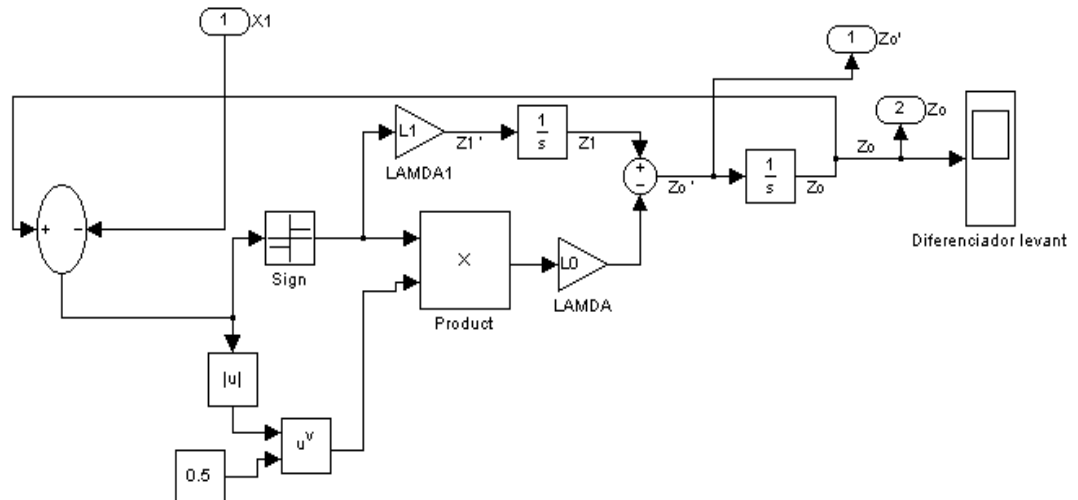 1 X1
1 Zo'
2 Zo
L1
LAMDA1
Z1'
1
s
Z1
+
−
Zo'
1
s
Zo
Zo
Diferenciador levant
+ −
Sign
×
Product
L0
LAMDA
|u|
u^v
0.5